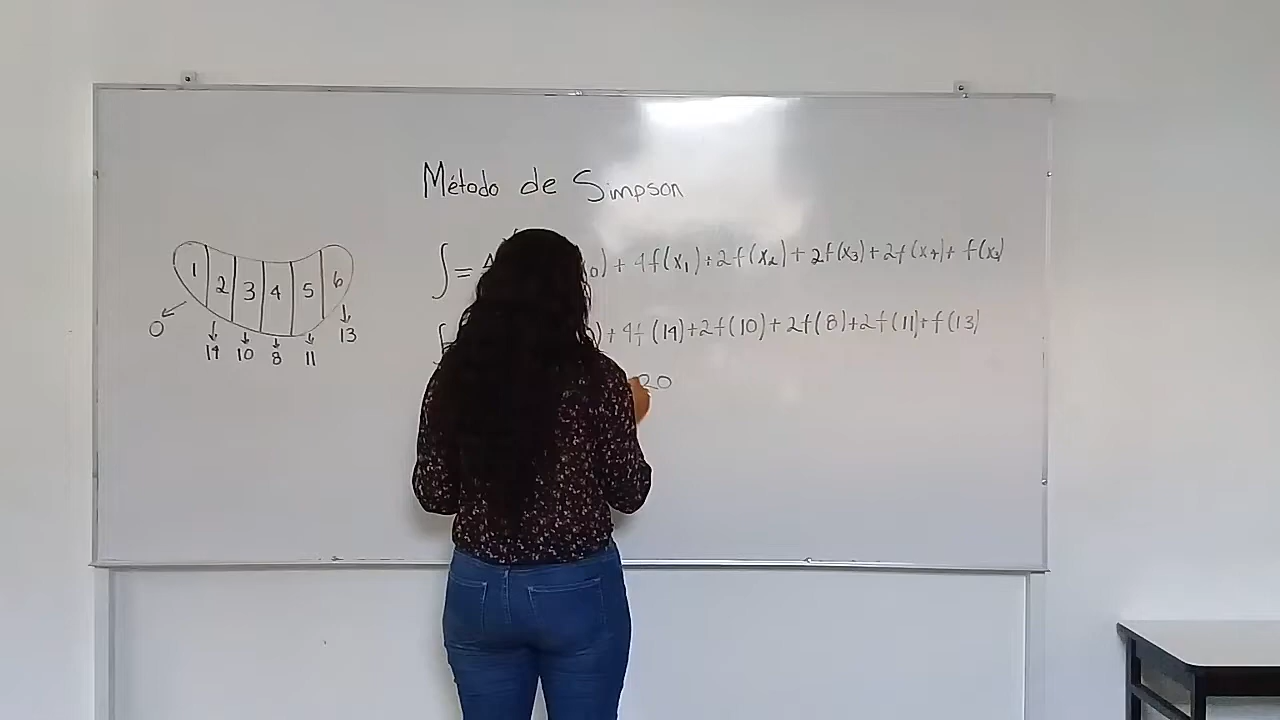 Método de Simpson
∫ = 4f(x₁) + 2f(x₂) + 2f(x₃) + 2f(x₄) + f(x₅)
∫ + 4f(14) + 2f(10) + 2f(8) + 2f(11) + f(13)
20
1 2 3 4 5 6
0 14 10 8 11 13